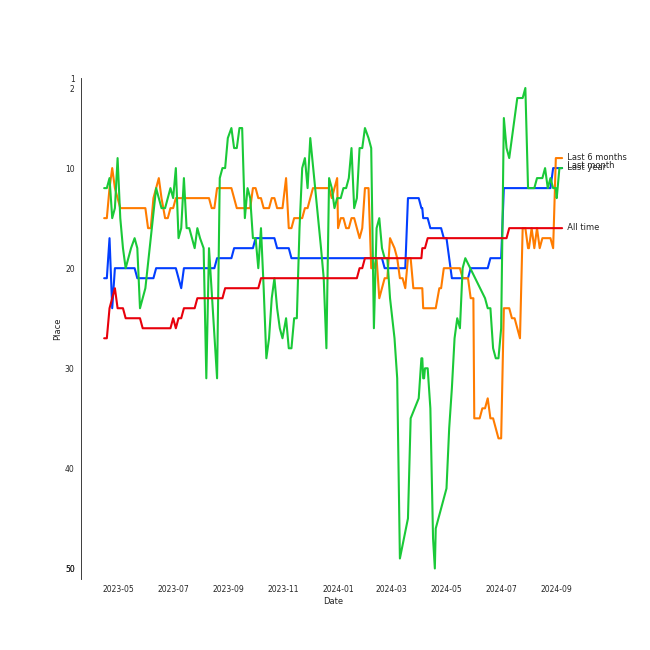 1
2
10
20
30
40
50
Place
2023-05
2023-07
2023-09
2023-11
2024-01
2024-03
2024-05
2024-07
2024-09
Date
Last 6 months
Last month
Last year
All time